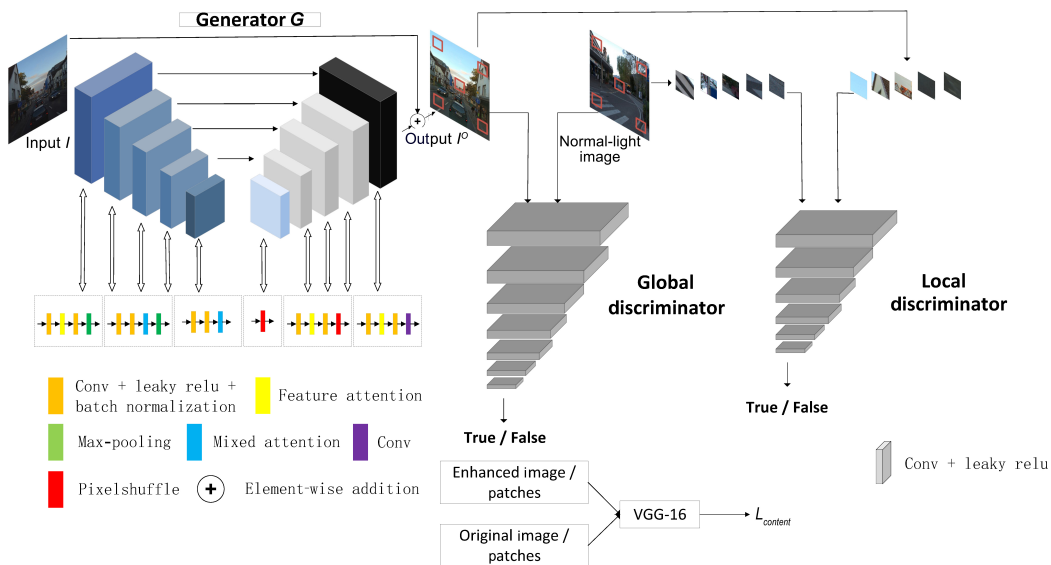 Generator G
Input I
Output I^o
Normal-light
image
Global
discriminator
Local
discriminator
True / False
True / False
Conv + leaky relu +
batch normalization
Feature attention
Max-pooling
Mixed attention
Conv
Pixelshuffle
+
Element-wise addition
Conv + leaky relu
Enhanced image /
patches
Original image /
patches
VGG-16
L_content